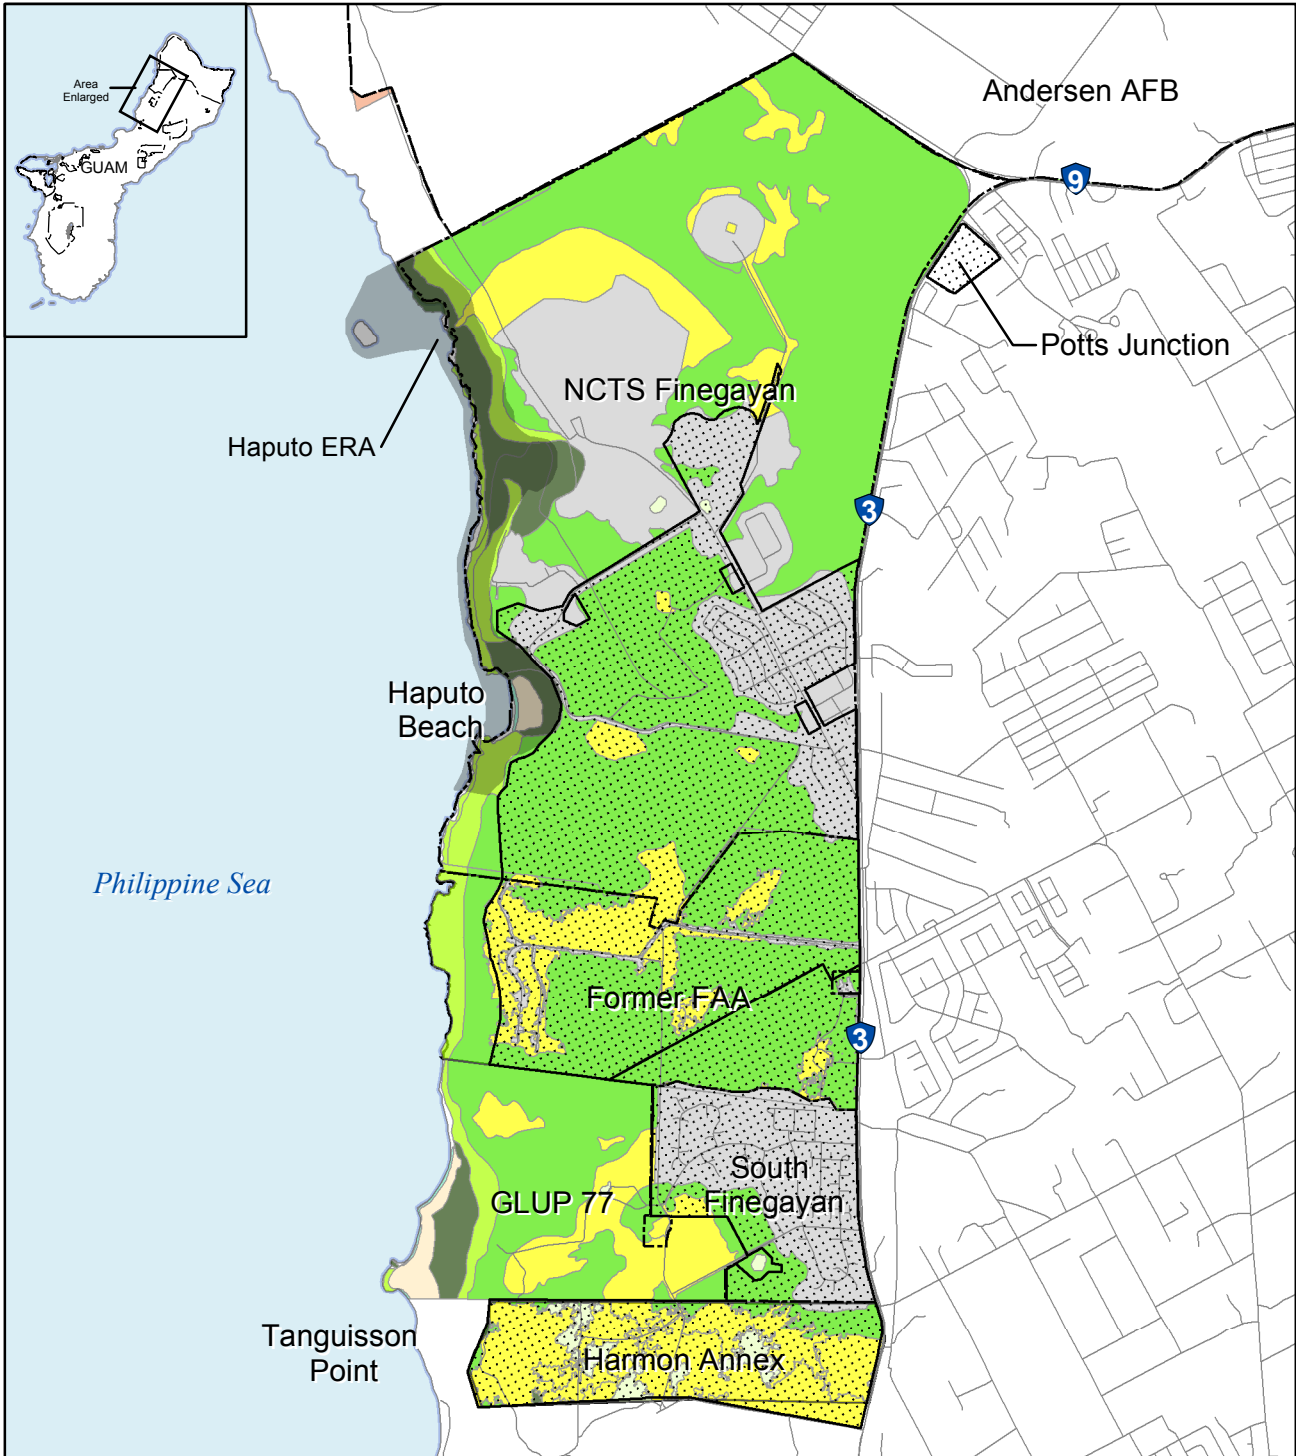 Area
Enlarged
GUAM
Andersen AFB
9
Potts Junction
NCTS Finegayan
Haputo ERA
3
Haputo
Beach
Philippine Sea
Former FAA
3
South
Finegayan
GLUP 77
Tanguisson
Point
Harmon Annex